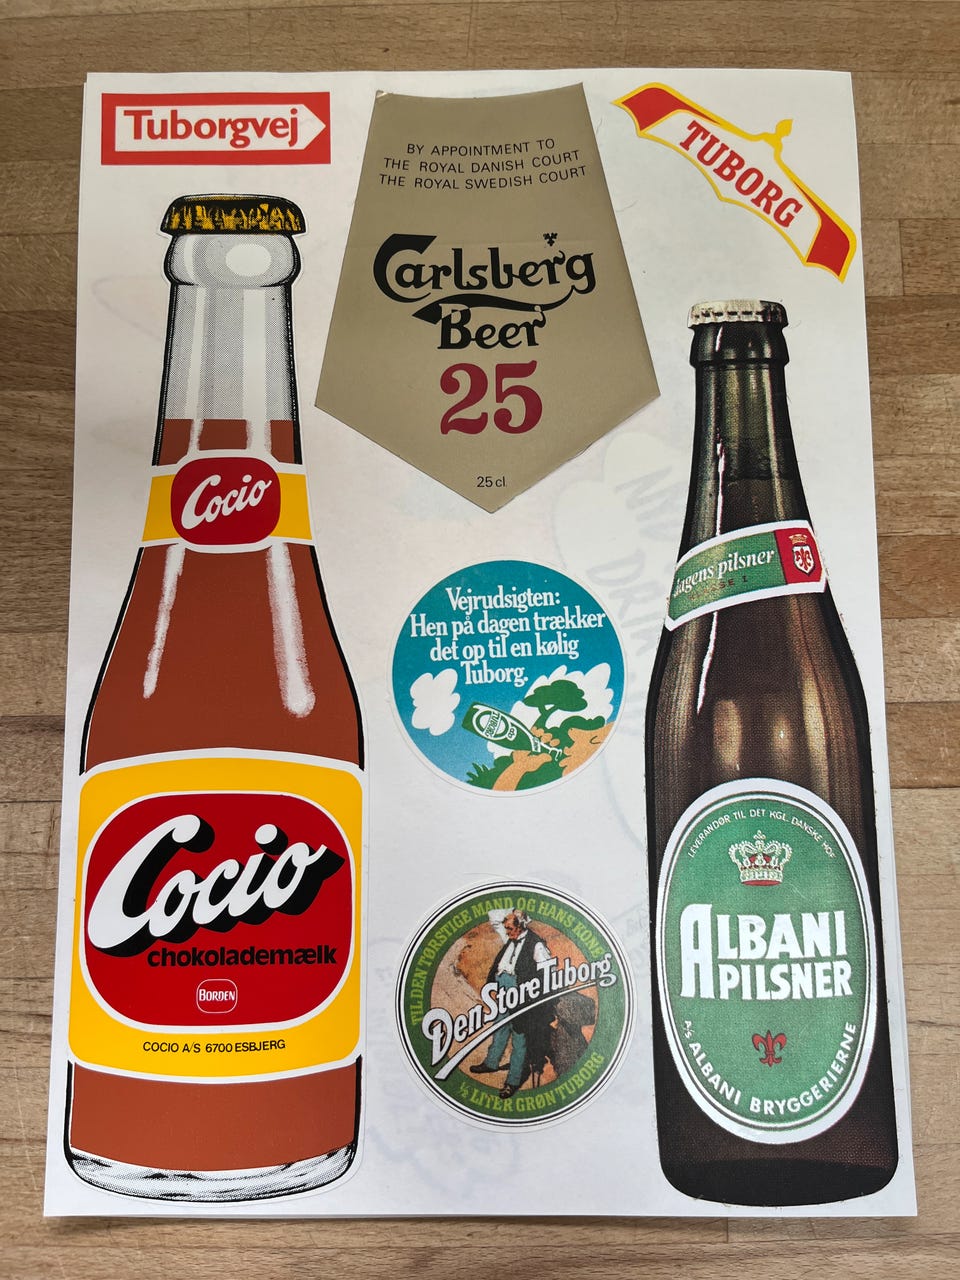 Tuborgvej
BY APPOINTMENT TO
THE ROYAL DANISH COURT
THE ROYAL SWEDISH COURT
Carlsberg
Beer
25
25 cl.
TUBORG
Cocio
Cocio
chokolademælk
BORDEN
COCIO A/S 6700 ESBJERG
Vejrudsigten:
Hen på dagen trækker
det op til en kølig
Tuborg.
TIL DEN TØRSTIGE MAND OG HANS KONE
Den Store Tuborg
½ LITER GRØN TUBORG
dagens pilsner
KLASSE I
LEVERANDØR TIL DET KGL. DANSKE HOF
ALBANI
PILSNER
A/S ALBANI BRYGGERIERNE